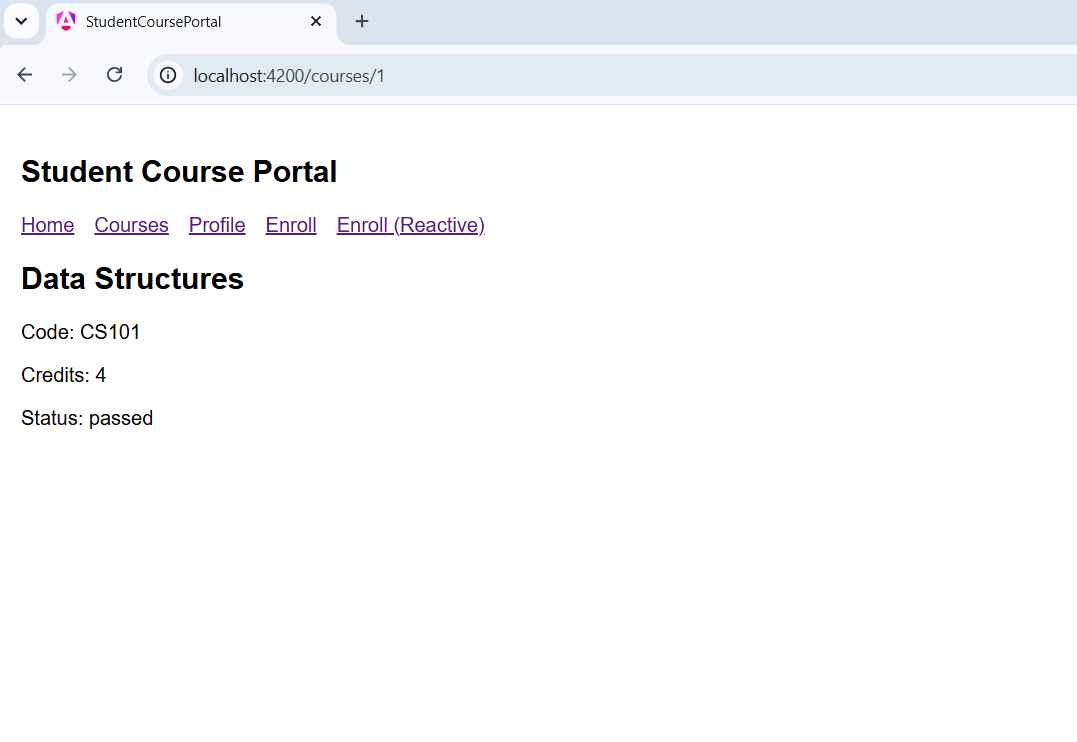 StudentCoursePortal
localhost:4200/courses/1
Student Course Portal
Home Courses Profile Enroll Enroll (Reactive)
Data Structures
Code: CS101
Credits: 4
Status: passed